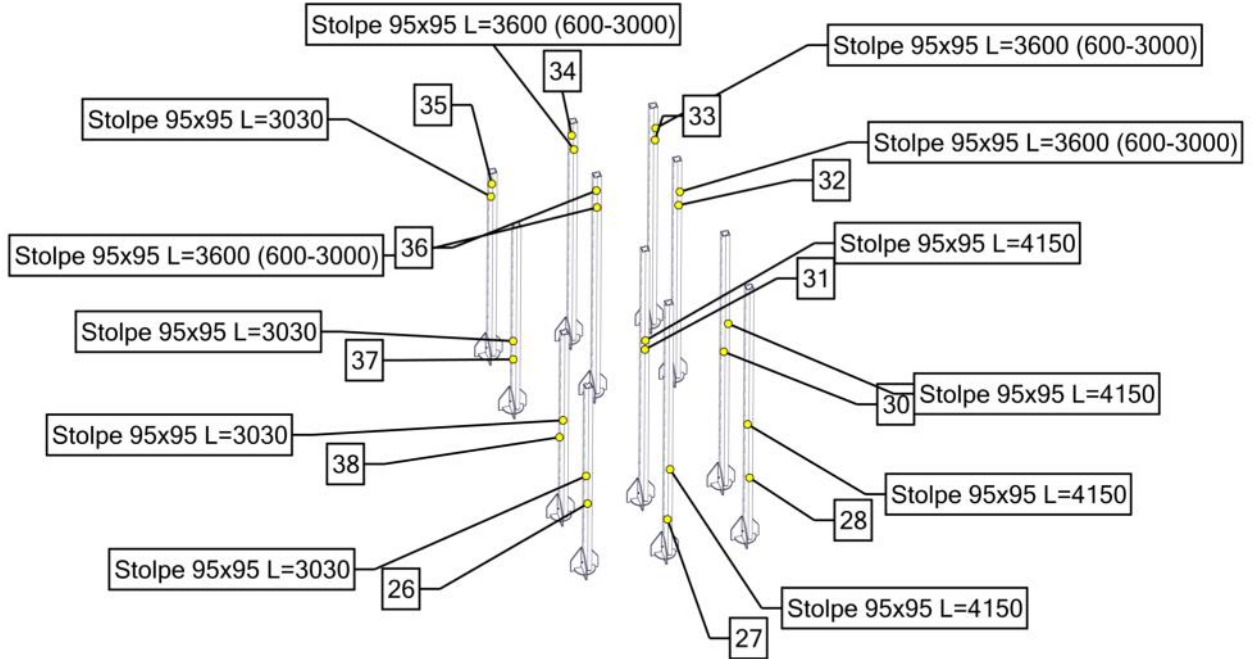 Stolpe 95x95 L=3600 (600-3000)
Stolpe 95x95 L=3600 (600-3000)
34
35
33
Stolpe 95x95 L=3030
Stolpe 95x95 L=3600 (600-3000)
32
36
Stolpe 95x95 L=4150
Stolpe 95x95 L=3600 (600-3000)
31
Stolpe 95x95 L=3030
37
Stolpe 95x95 L=4150
30
Stolpe 95x95 L=3030
38
Stolpe 95x95 L=4150
28
Stolpe 95x95 L=3030
26
Stolpe 95x95 L=4150
27